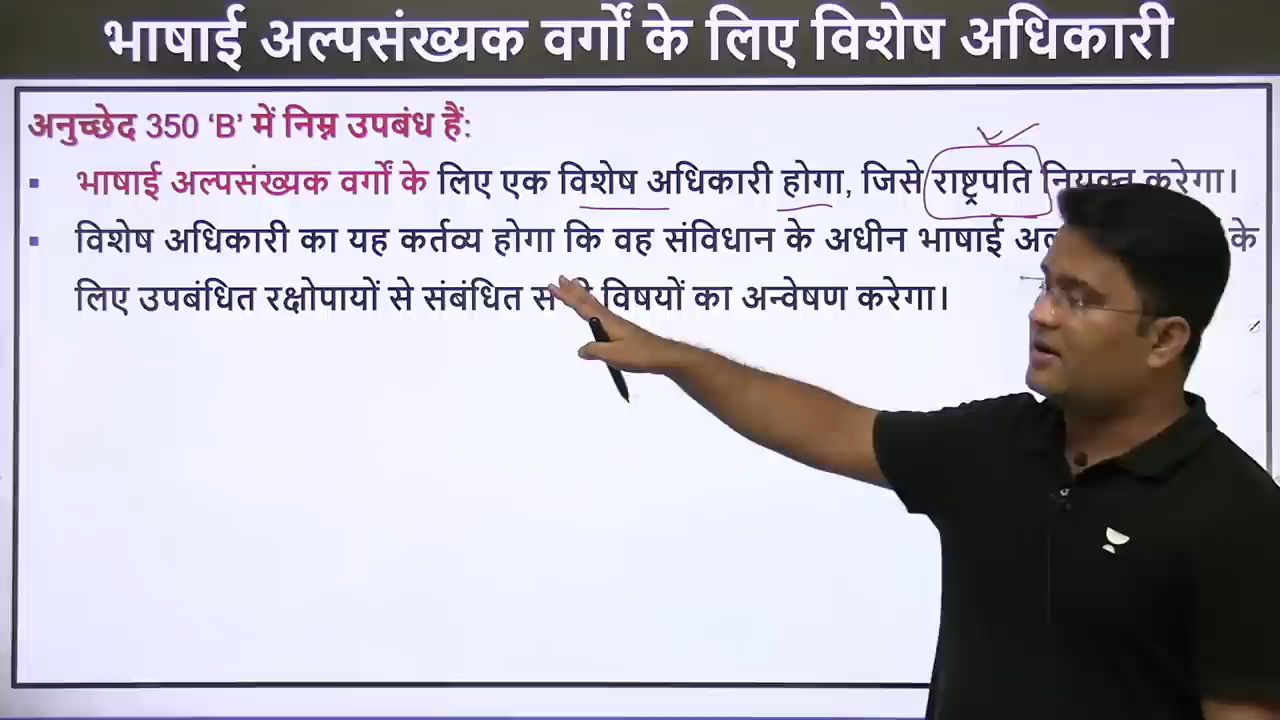 भाषाई अल्पसंख्यक वर्गों के लिए विशेष अधिकारी
अनुच्छेद 350 ‘B’ में निम्न उपबंध हैं:
▪ भाषाई अल्पसंख्यक वर्गों के लिए एक विशेष अधिकारी होगा, जिसे राष्ट्रपति नियुक्त करेगा।
▪ विशेष अधिकारी का यह कर्तव्य होगा कि वह संविधान के अधीन भाषाई के
लिए उपबंधित रक्षोपायों से संबंधित विषयों का अन्वेषण करेगा।